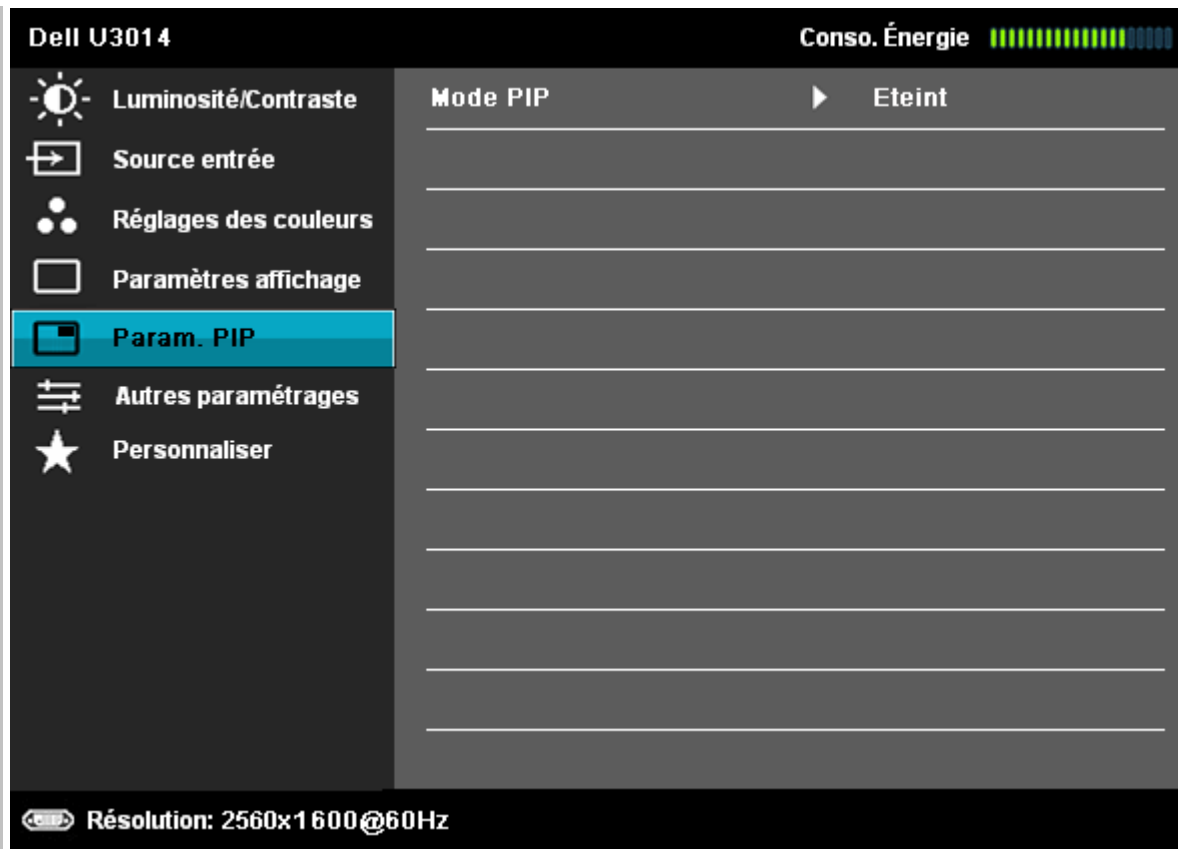 Dell U3014 Conso. Énergie
Luminosité/Contraste Mode PIP Eteint
Source entrée
Réglages des couleurs
Paramètres affichage
Param. PIP
Autres paramétrages
Personnaliser
Résolution: 2560x1600@60Hz